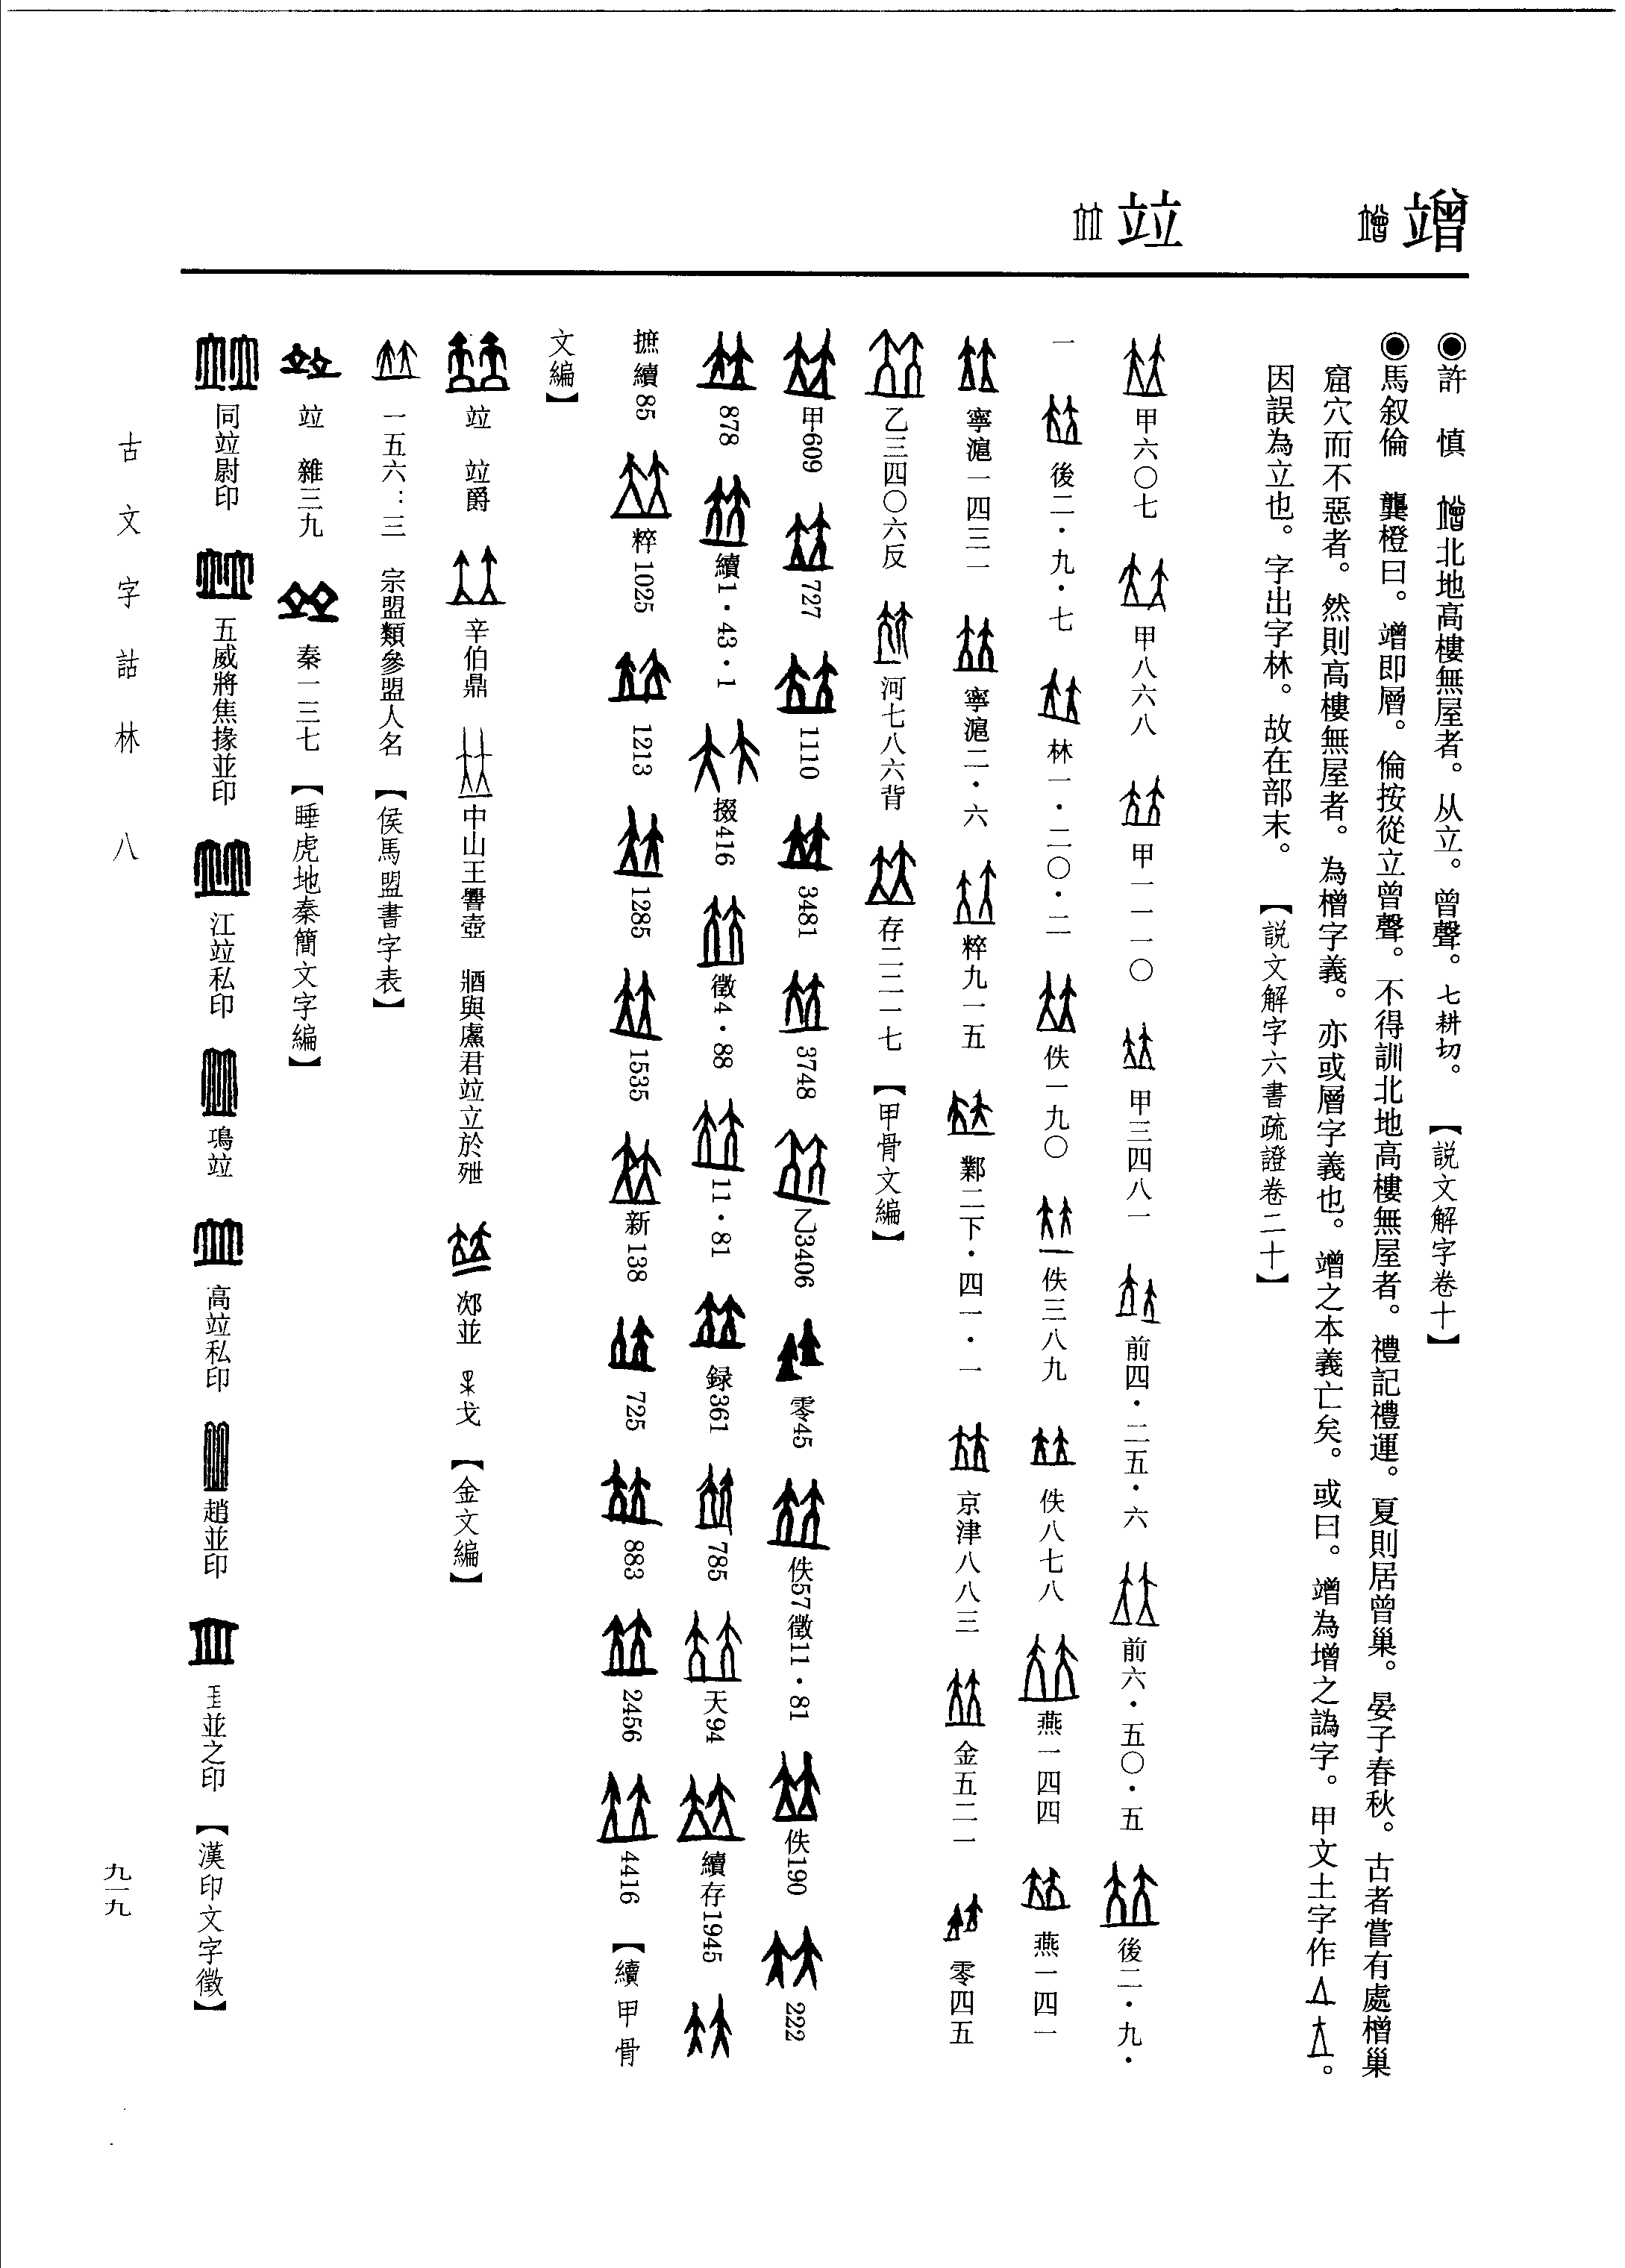 竲
竝
◉許　慎　北地高樓無屋者。从立。曾聲。七耕切。【説文解字卷十】
◉馬叙倫　龔橙曰。竲即層。倫按從立曾聲。不得訓北地高樓無屋者。禮記禮運。夏則居曾巢。晏子春秋。古者嘗有處橧巢
窟穴而不惡者。然則高樓無屋者。為橧字義。亦或層字義也。竲之本義亡矣。或曰。竲為增之譌字。甲文土字作。
因誤為立也。字出字林。故在部末。【説文解字六書疏證卷二十】
甲六〇七　甲八六八　甲一一一〇　甲三四八一　前四・二五・六　前六・五〇・五　後二・九・
一　後二・九・七　林一・二〇・二　佚一九〇　佚三八九　佚八七八　燕一四四　燕一四一
寧滬一四三一　寧滬二・六　粹九一五　鄴二下・四一・一　京津八八三　金五二一　零四五
乙三四〇六反　河七八六背　存二二一七【甲骨文編】
甲609　727　1110　3481　3748　乙3406　零45　佚57徵11・81　佚190　222
878　續1・43・1　掇416　徵4・88　11・81　録361　785　天94　續存1945
摭續85　粹1025　1213　1285　1535　新138　725　883　2456　4416　【續甲骨
文編】
竝　竝爵　辛伯鼎　中山王䯼壺　牆與虘君竝立於殜　郊並戈【金文編】
一五六：三　宗盟類參盟人名【侯馬盟書字表】
竝　雜三九　秦一三七【睡虎地秦簡文字編】
同竝尉印　五威將焦掾並印　江竝私印　鳿竝　高竝私印　趙並印　並之印【漢印文字徵】
古文字詁林　八
九一九